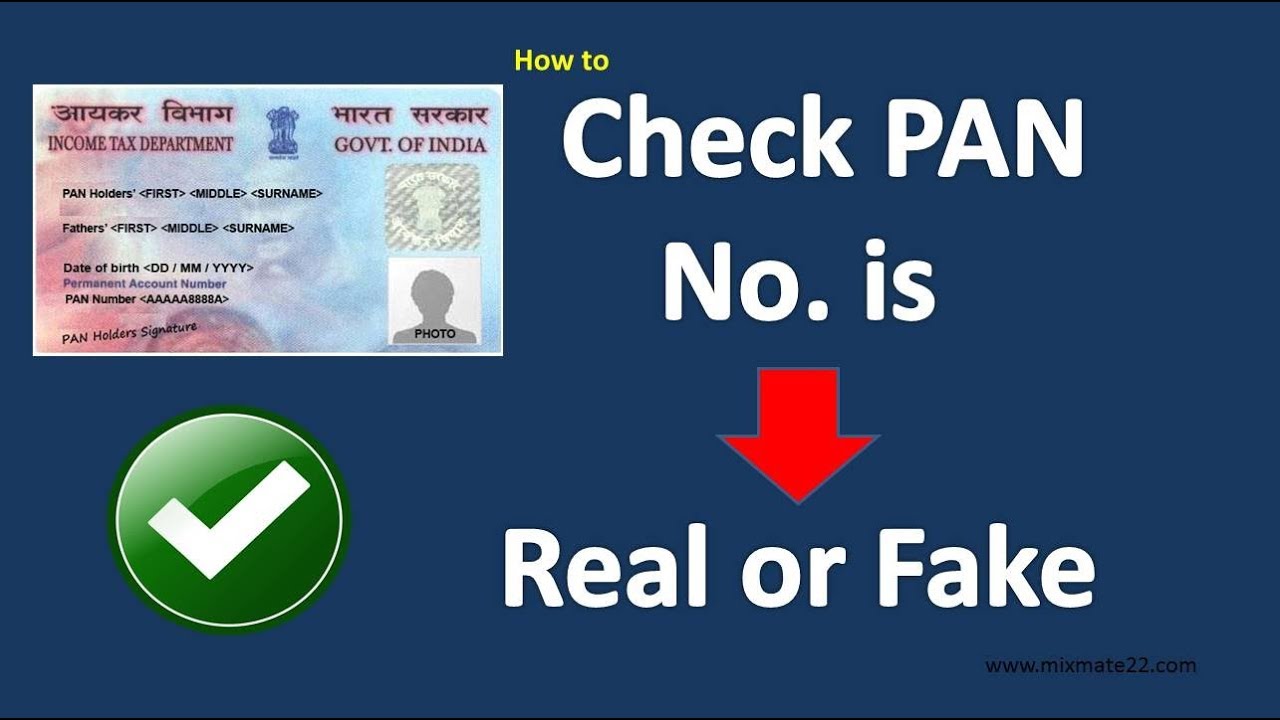 How to
Check PAN
No. is
Real or Fake
आयकर विभाग
INCOME TAX DEPARTMENT
भारत सरकार
GOVT. OF INDIA
PAN Holders' <FIRST> <MIDDLE> <SURNAME>
Fathers' <FIRST> <MIDDLE> <SURNAME>
Date of birth <DD / MM / YYYY>
Permanent Account Number
PAN Number <AAAAA8888A>
PAN Holders Signature
PHOTO
www.mixmate22.com